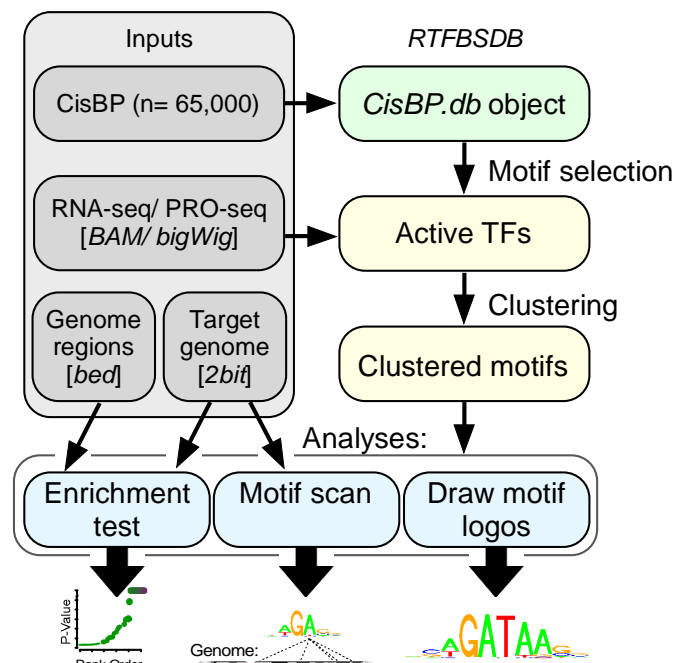 Inputs
RTFBSDB
CisBP (n= 65,000)
CisBP.db object
Motif selection
RNA-seq/ PRO-seq
[BAM/ bigWig]
Active TFs
Clustering
Genome
regions
[bed]
Target
genome
[2bit]
Clustered motifs
Analyses:
Enrichment
test
Motif scan
Draw motif
logos
P-Value
Rank Order
Genome:
GA
GATAA